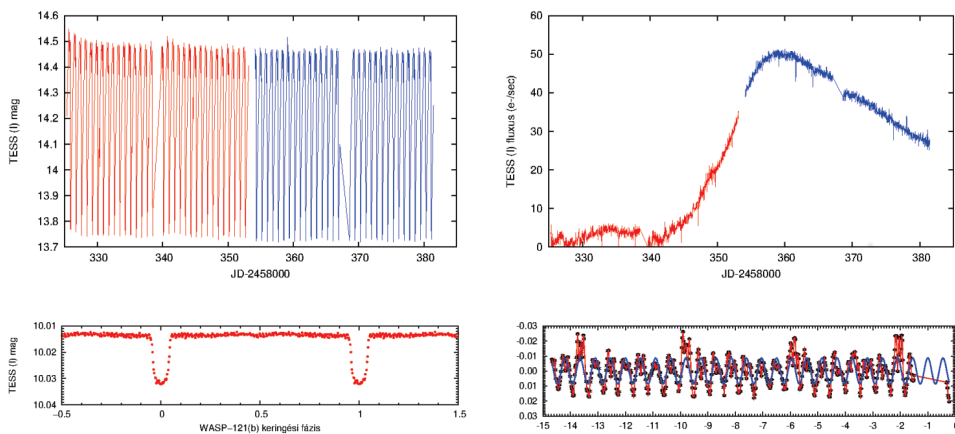 14.6
14.5
14.4
14.3
14.2
14.1
14
13.9
13.8
13.7
TESS (I) mag
330 340 350 360 370 380
JD-2458000
60
50
40
30
20
10
0
TESS (I) fluxus (e-/sec)
330 340 350 360 370 380
JD-2458000
10.01
10.02
10.03
10.04
TESS (I) mag
-0.5 0 0.5 1 1.5
WASP-121(b) keringési fázis
-0.03
-0.02
-0.01
0.00
0.01
0.02
0.03
-15 -14 -13 -12 -11 -10 -9 -8 -7 -6 -5 -4 -3 -2 -1 0